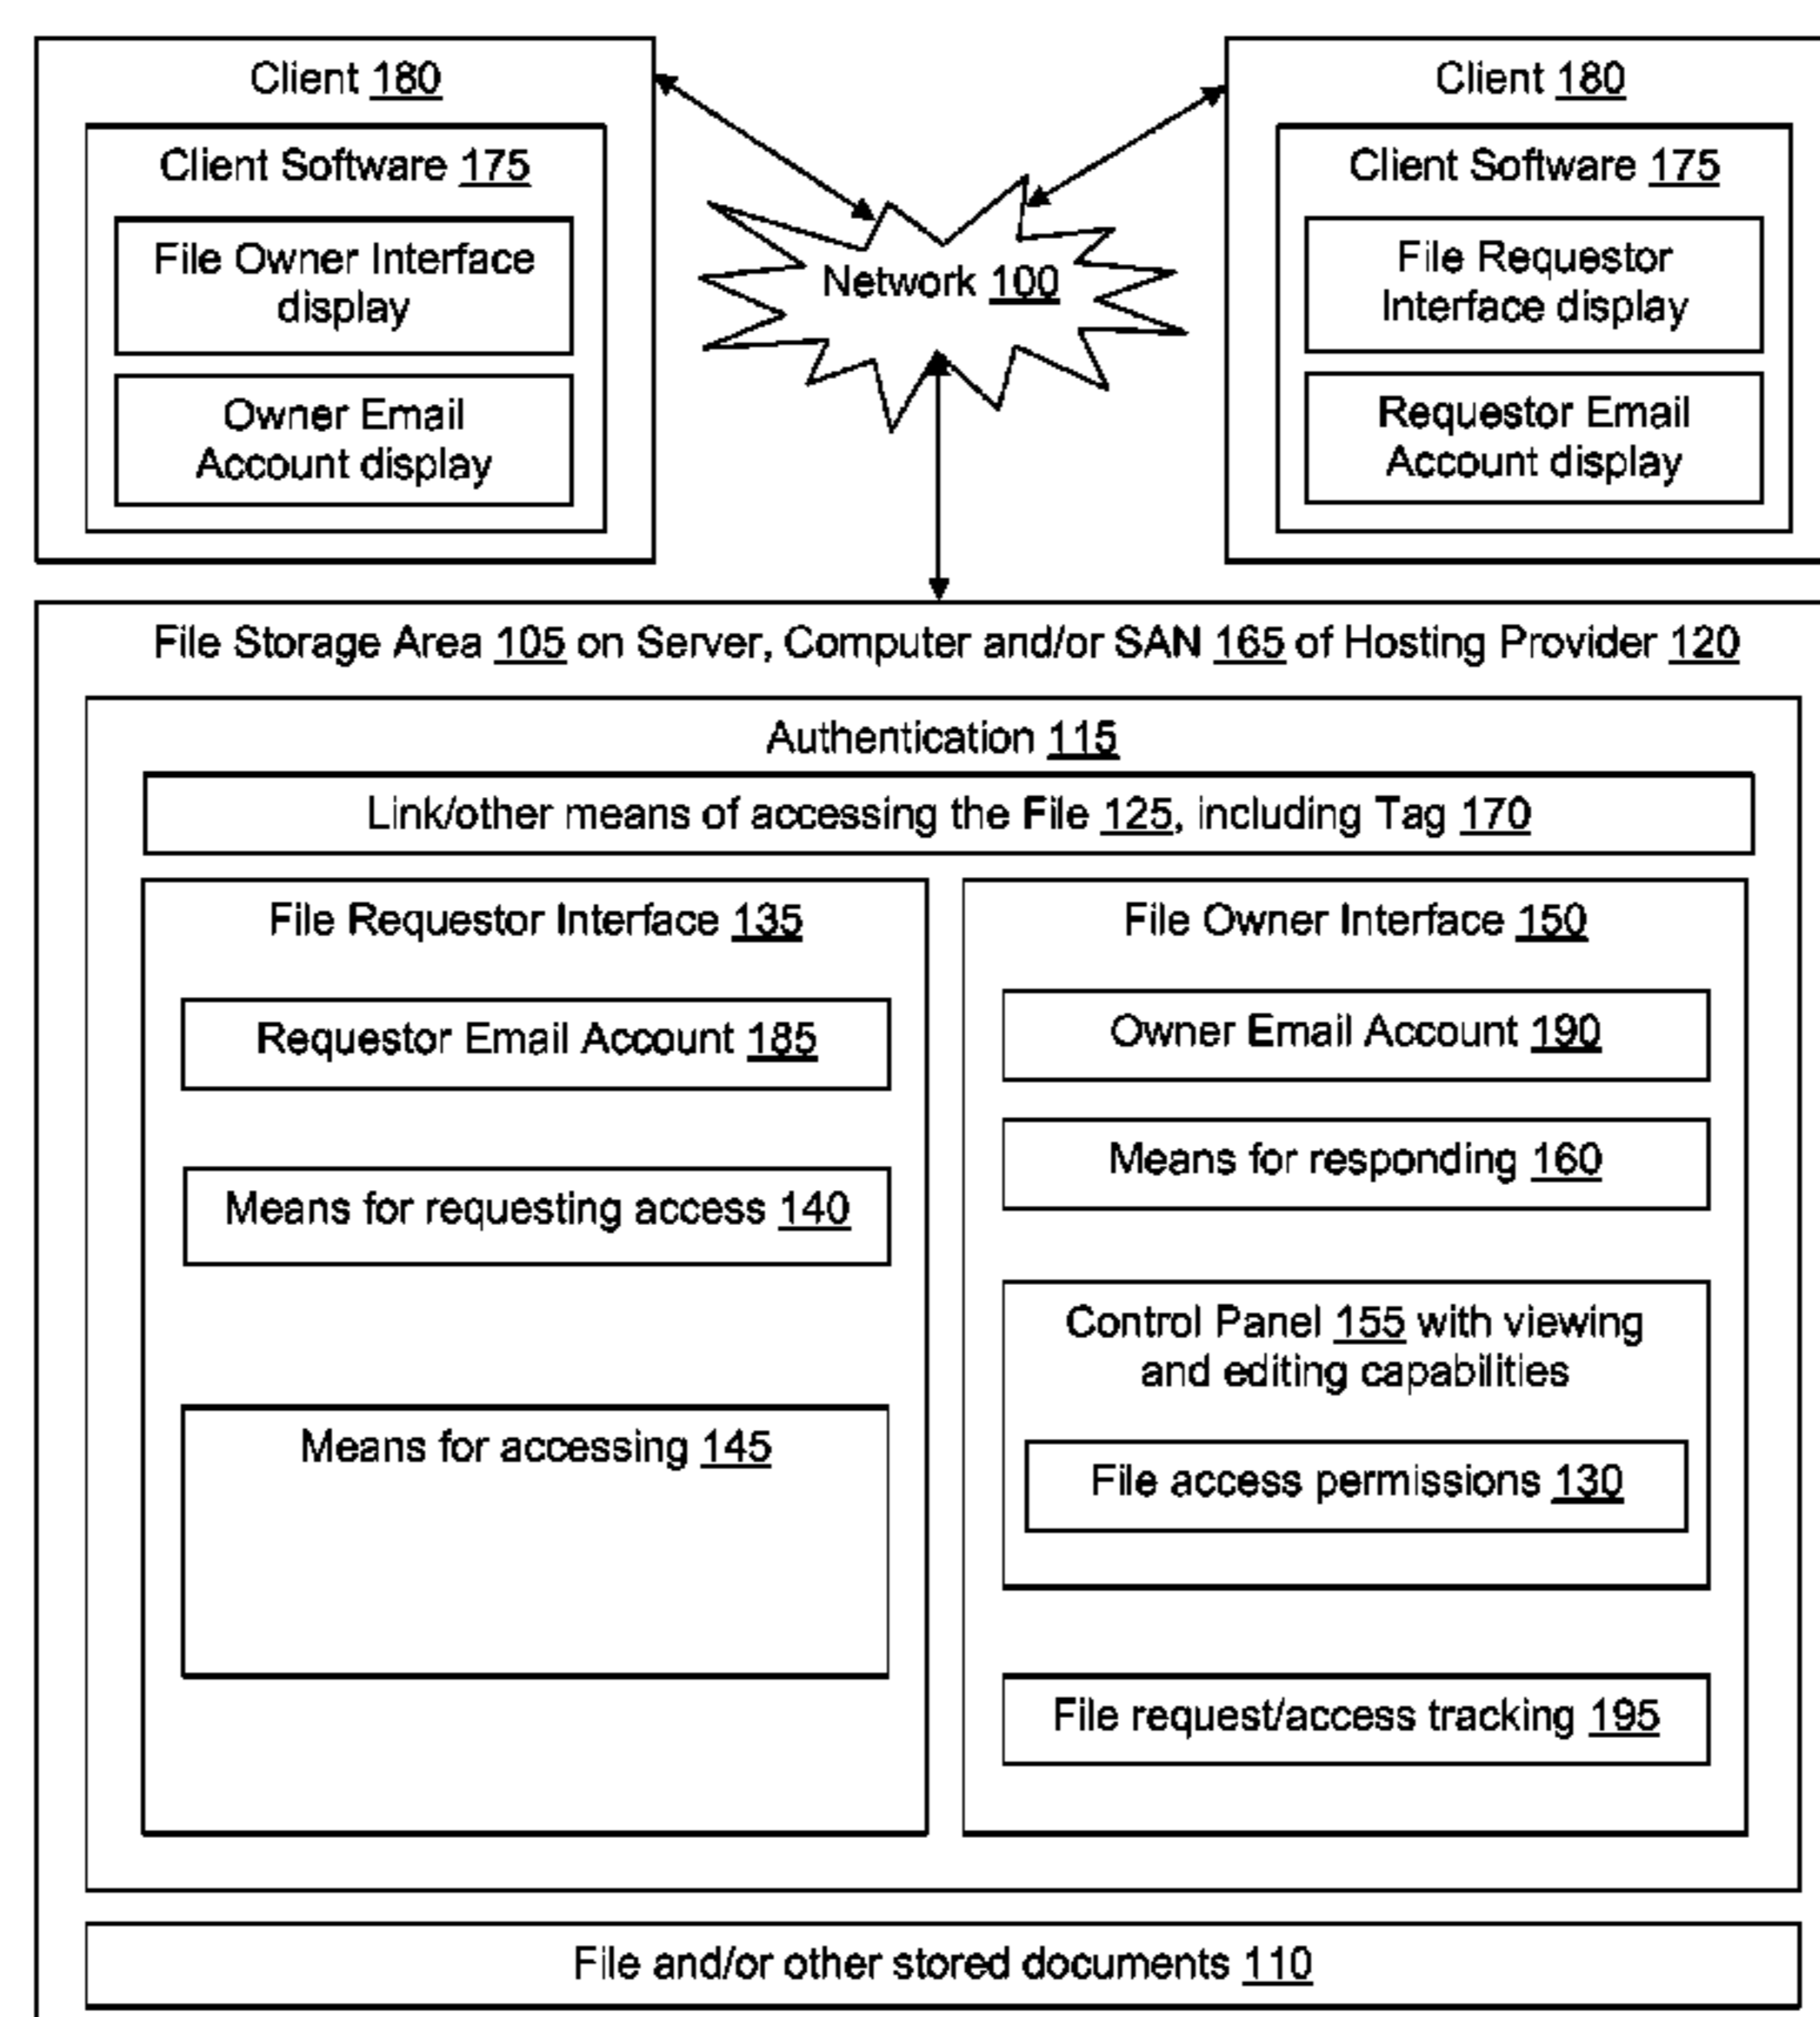 Client 180
Client Software 175
File Owner Interface
display
Owner Email
Account display
Network 100
Client 180
Client Software 175
File Requestor
Interface display
Requestor Email
Account display
File Storage Area 105 on Server, Computer and/or SAN 165 of Hosting Provider 120
Authentication 115
Link/other means of accessing the File 125, including Tag 170
File Requestor Interface 135
Requestor Email Account 185
Means for requesting access 140
Means for accessing 145
File Owner Interface 150
Owner Email Account 190
Means for responding 160
Control Panel 155 with viewing
and editing capabilities
File access permissions 130
File request/access tracking 195
File and/or other stored documents 110